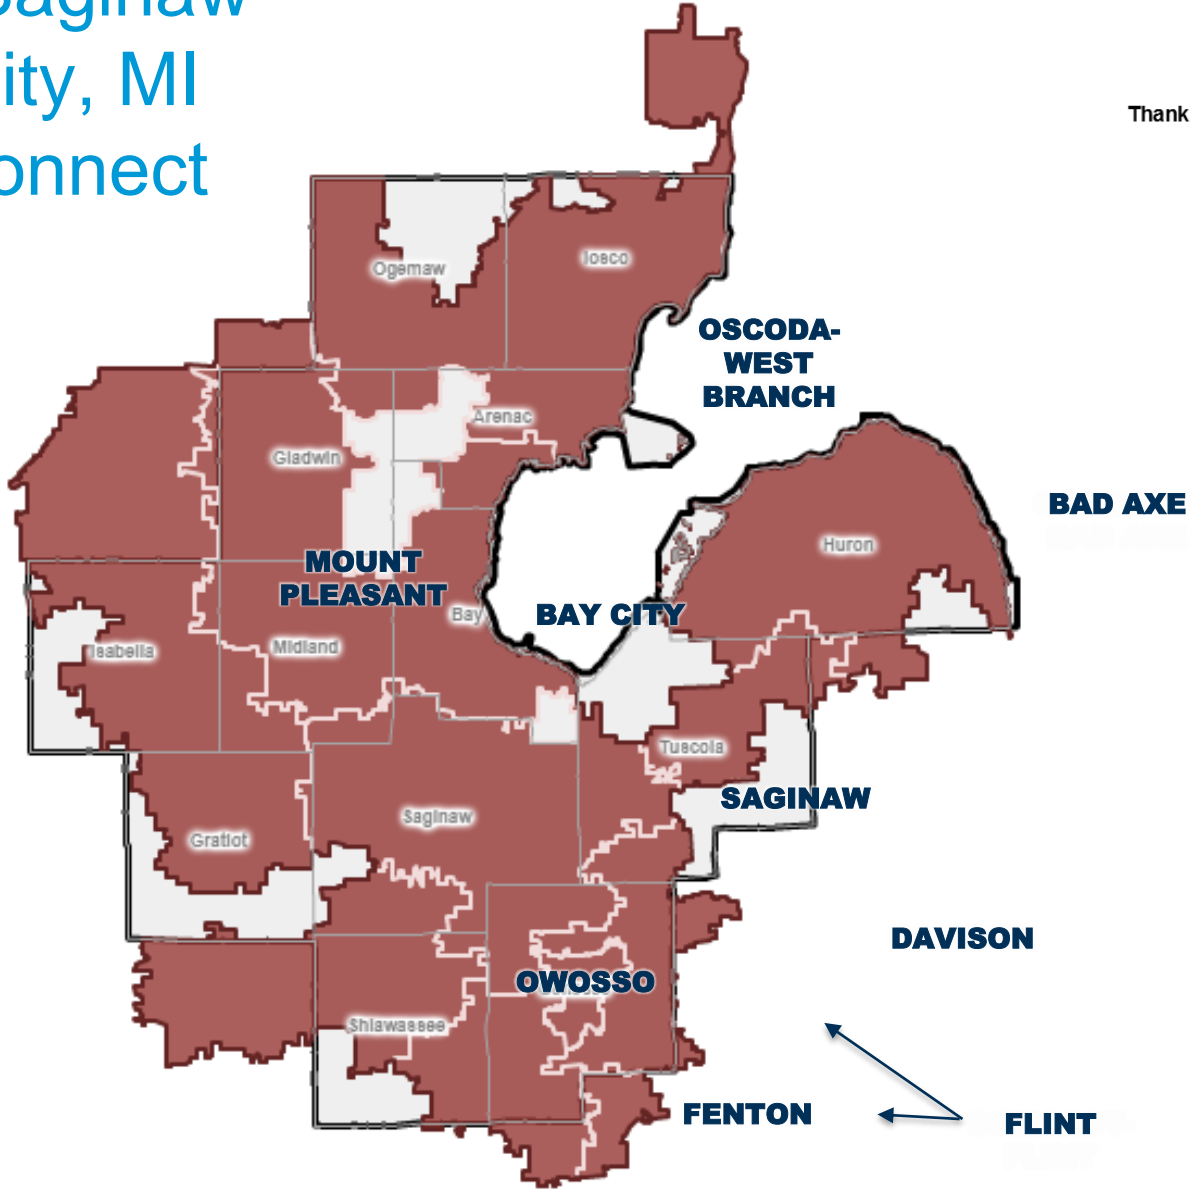 Saginaw
ity, MI
onnect
Thank
Iosco
Ogemaw
OSCODA-
WEST
BRANCH
Arenac
Gladwin
BAD AXE
Huron
MOUNT
PLEASANT
BAY CITY
Bay
Isabella
Midland
Tuscola
SAGINAW
Saginaw
Gratiot
DAVISON
OWOSSO
Shiawassee
FENTON
FLINT